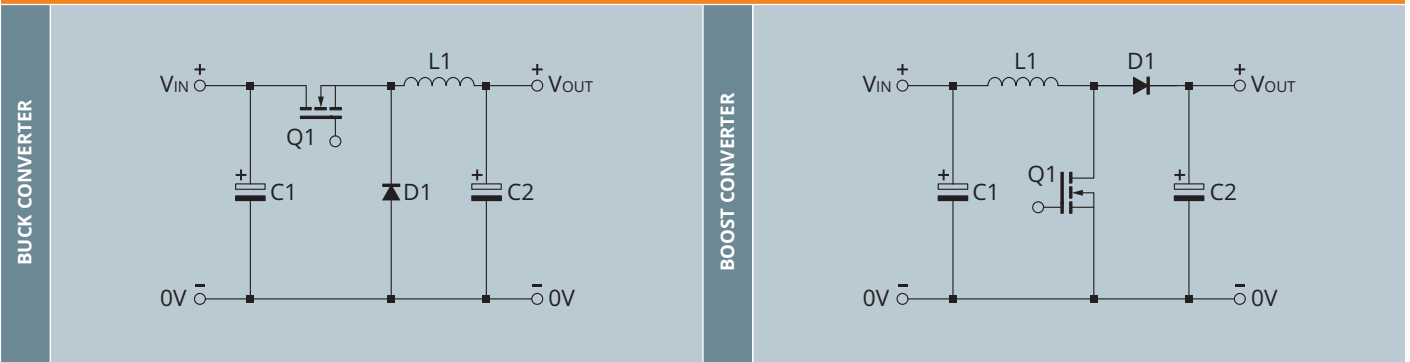 BUCK CONVERTER
L1
+ +
VIN VOUT
Q1
+ +
C1 D1 C2
- -
0V 0V
BOOST CONVERTER
L1 D1
+ +
VIN VOUT
Q1
+ +
C1 C2
- -
0V 0V